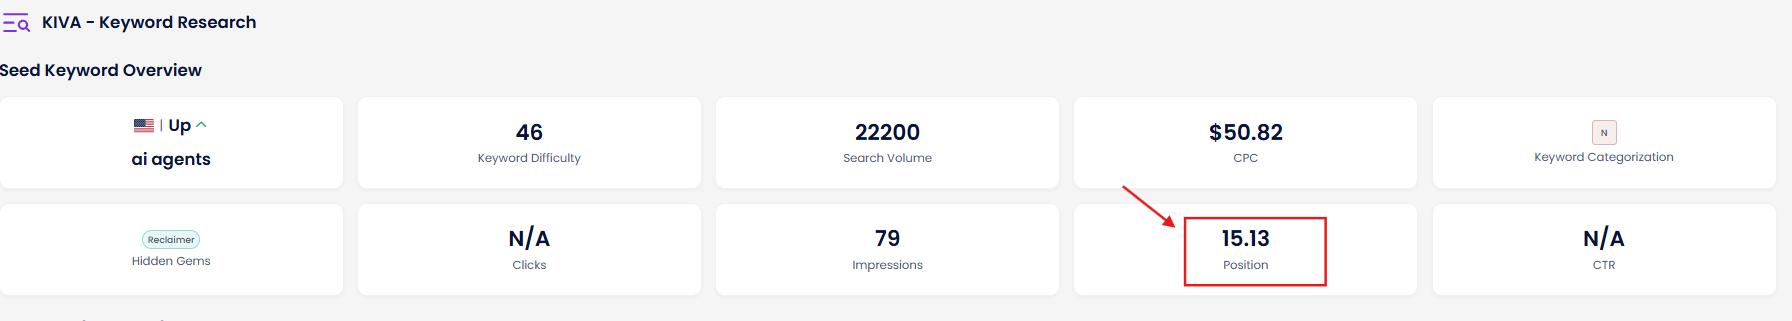 KIVA - Keyword Research
Seed Keyword Overview
| Up
ai agents
46
Keyword Difficulty
22200
Search Volume
$50.82
CPC
N
Keyword Categorization
Reclaimer
Hidden Gems
N/A
Clicks
79
Impressions
15.13
Position
N/A
CTR